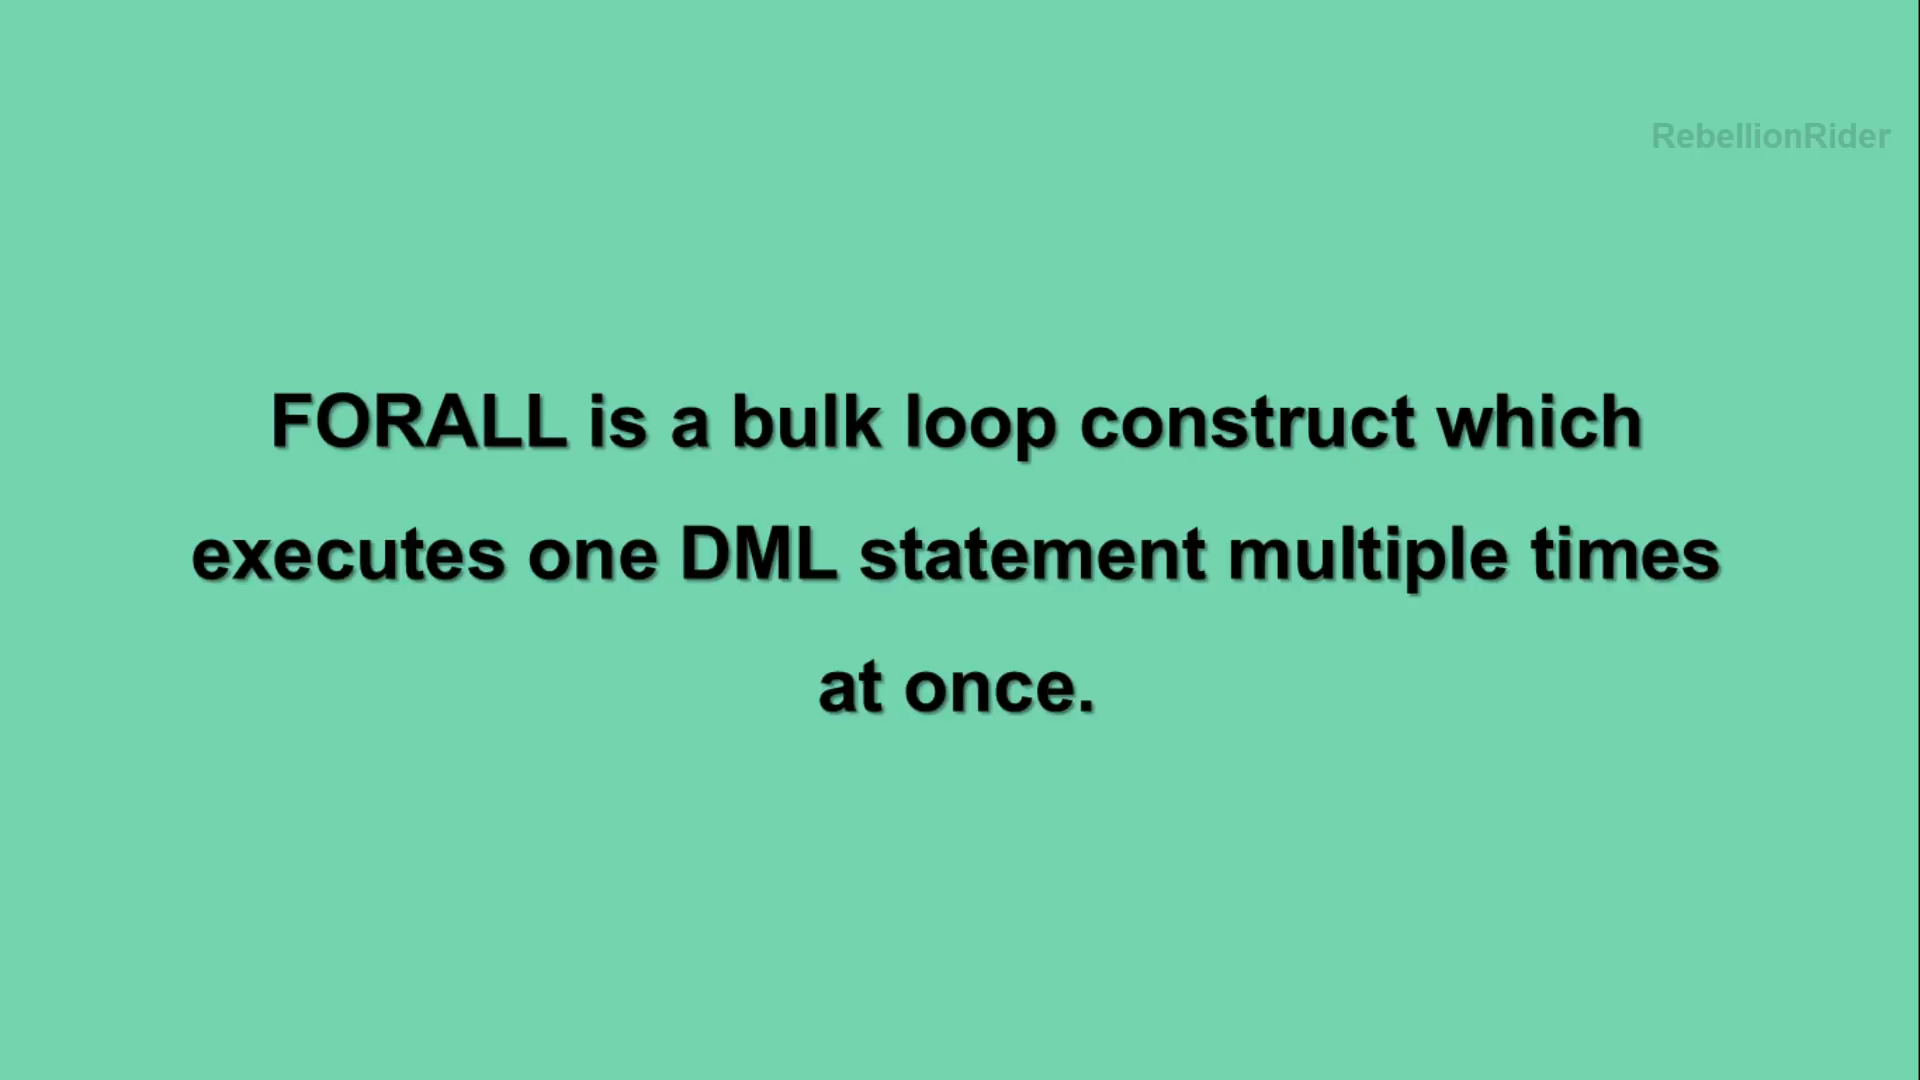 RebellionRider
FORALL is a bulk loop construct which
executes one DML statement multiple times
at once.